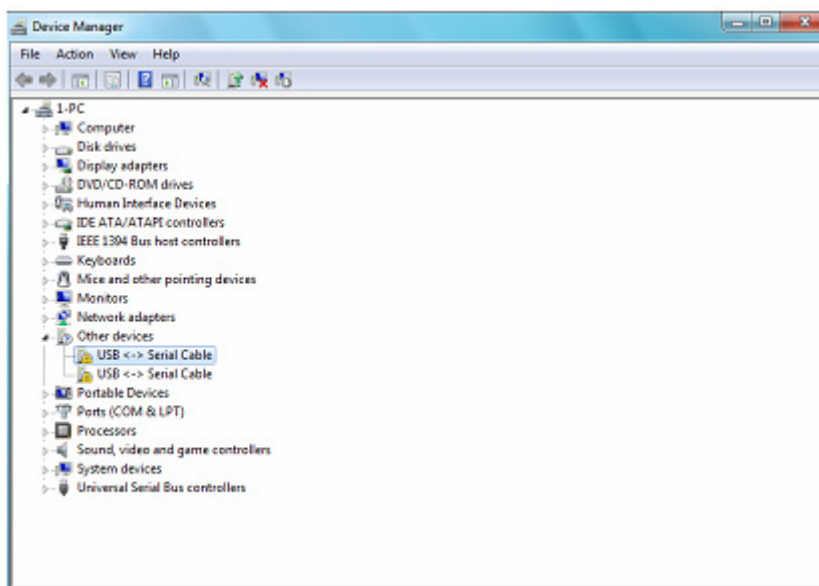 Device Manager
File Action View Help
1-PC
Computer
Disk drives
Display adapters
DVD/CD-ROM drives
Human Interface Devices
IDE ATA/ATAPI controllers
IEEE 1394 Bus host controllers
Keyboards
Mice and other pointing devices
Monitors
Network adapters
Other devices
USB <-> Serial Cable
USB <-> Serial Cable
Portable Devices
Ports (COM & LPT)
Processors
Sound, video and game controllers
System devices
Universal Serial Bus controllers